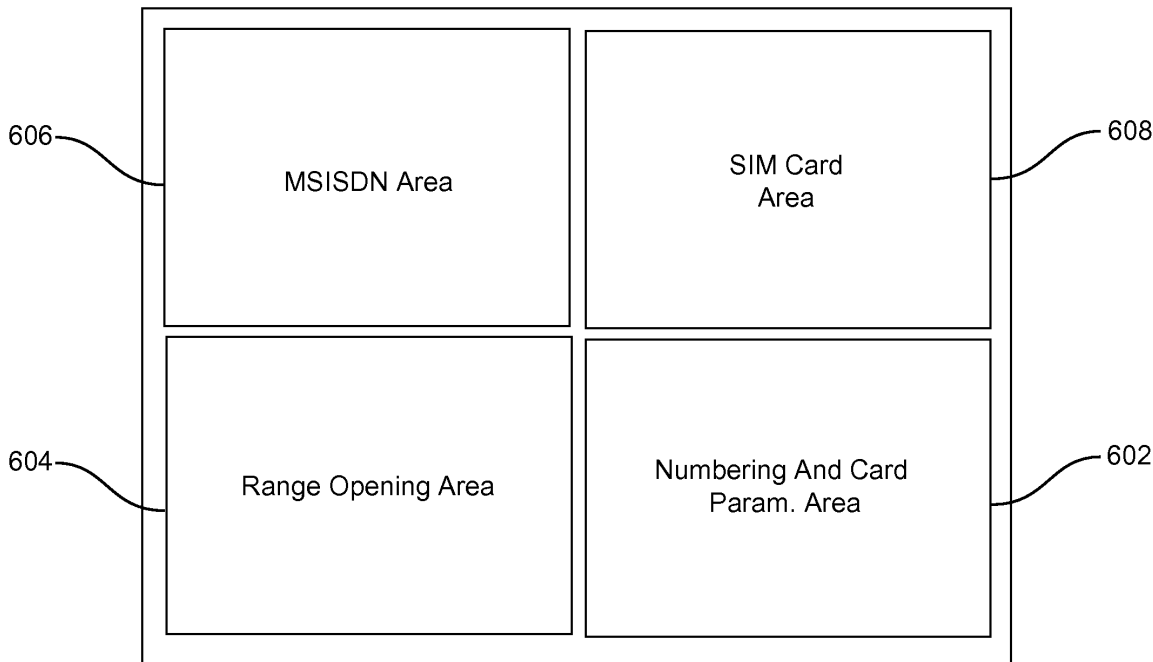 606
MSISDN Area
SIM Card
Area
608
604
Range Opening Area
Numbering And Card
Param. Area
602